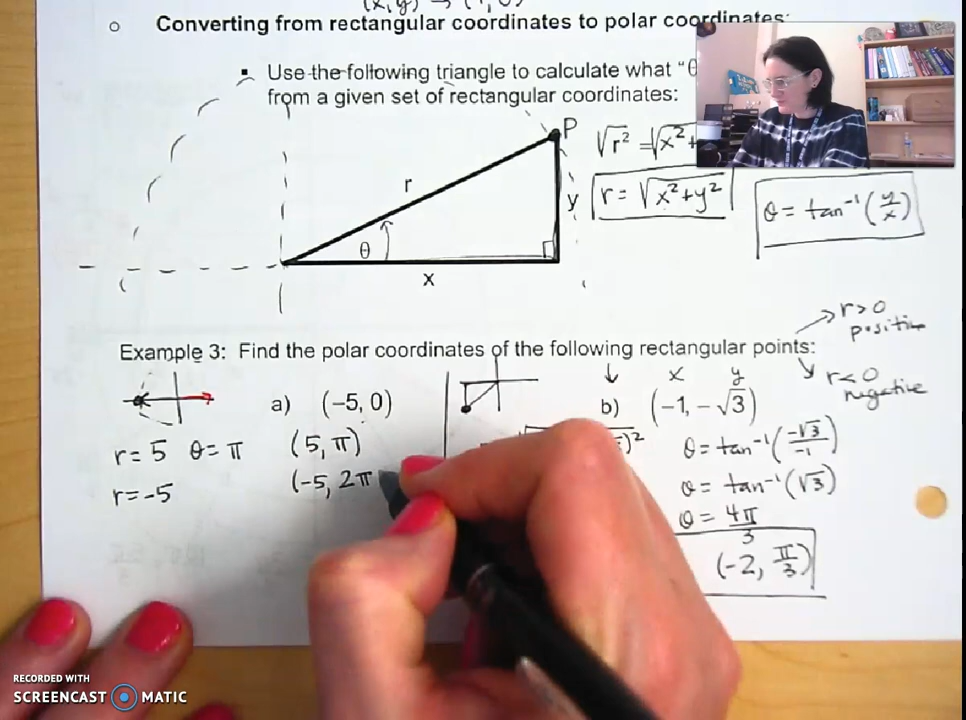 (x,y) →
○ Converting from rectangular coordinates to polar coordinates:
▪ Use the following triangle to calculate what "θ
from a given set of rectangular coordinates:
P
√r² = √x²+
r
y
r = √x²+y²
θ = tan⁻¹(y/x)
θ
x
r>0
positive
Example 3: Find the polar coordinates of the following rectangular points:
r<0
negative
x y
a) (−5, 0)
b) (−1, −√3)
r = 5 θ = π
(5, π)
)²
θ = tan⁻¹(−√3/−1)
r = −5
(−5, 2π
θ = tan⁻¹(√3)
θ = 4π/3
(−2, π/3)
RECORDED WITH
SCREENCAST MATIC